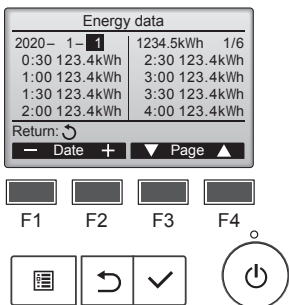 Energy data
2020– 1– 1 1234.5kWh 1/6
0:30 123.4kWh 2:30 123.4kWh
1:00 123.4kWh 3:00 123.4kWh
1:30 123.4kWh 3:30 123.4kWh
2:00 123.4kWh 4:00 123.4kWh
Return:
− Date + ▼ Page ▲
F1 F2 F3 F4